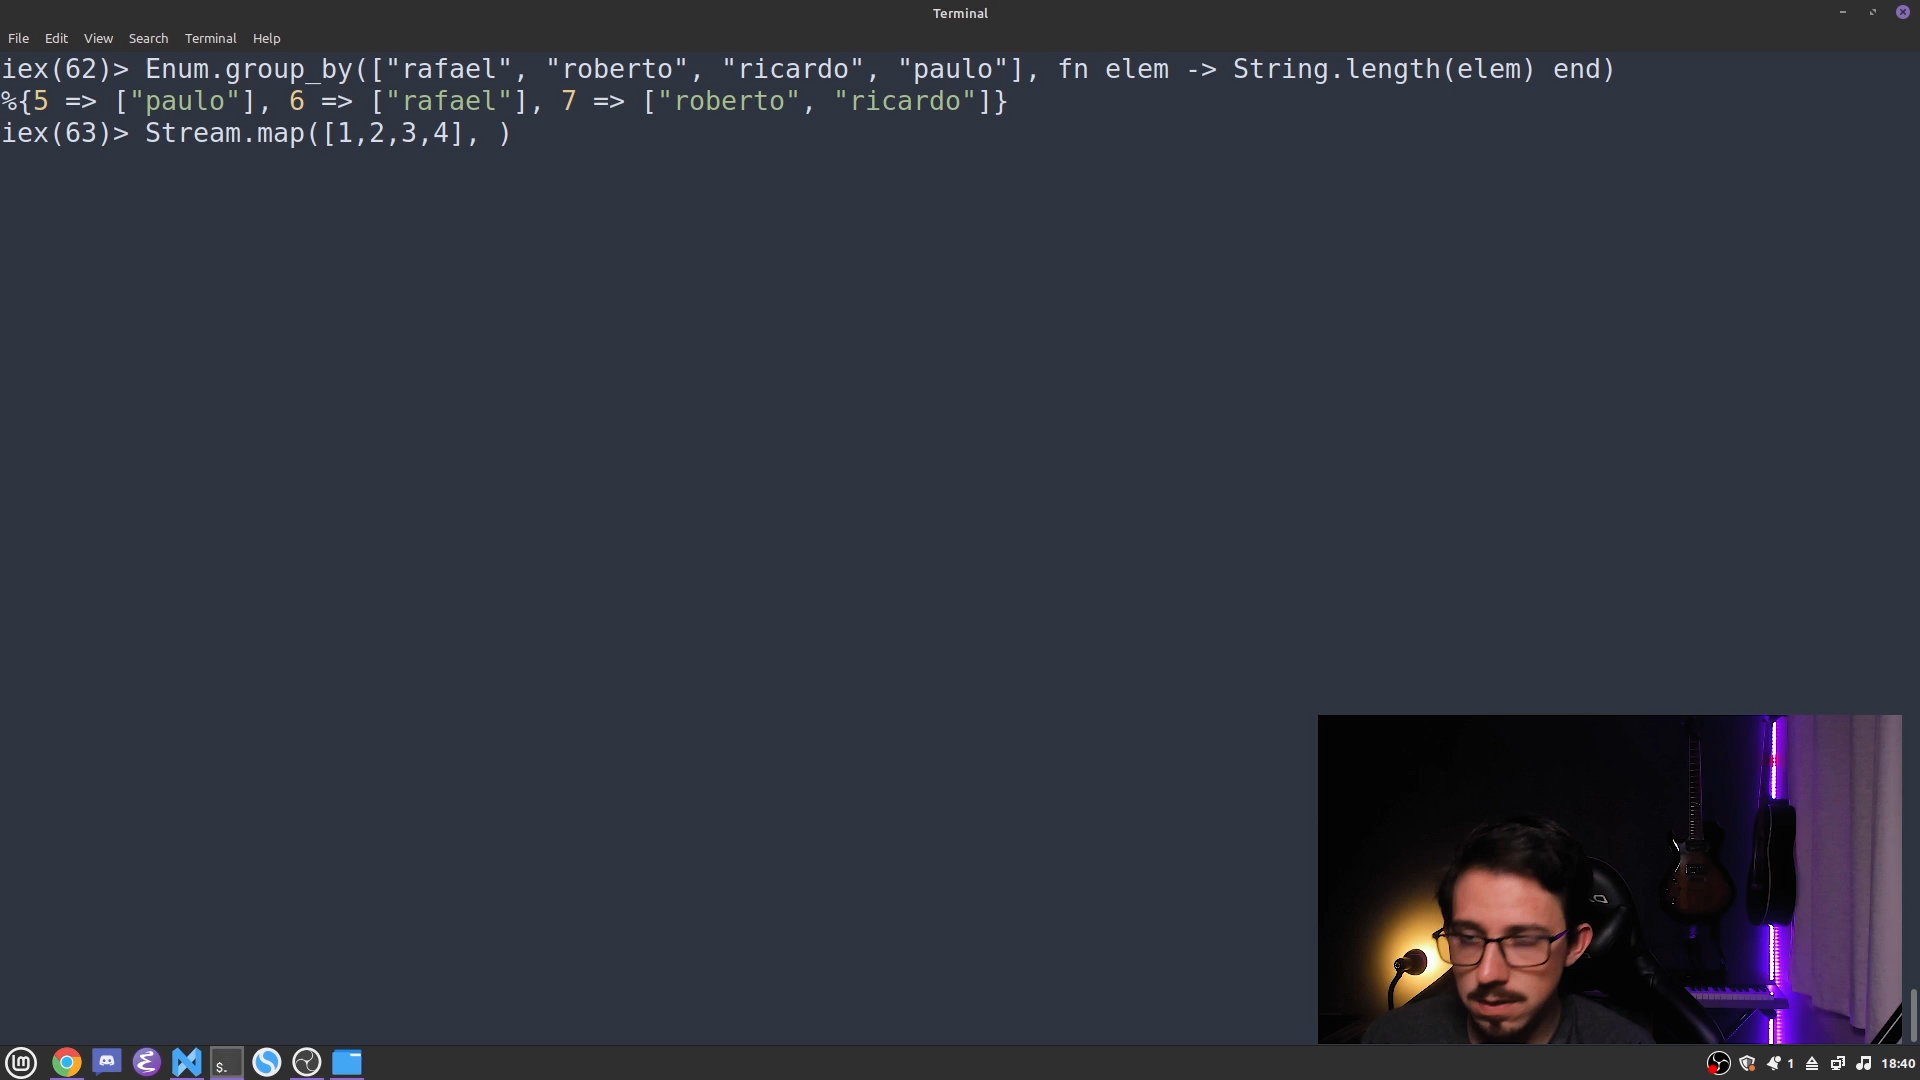 Terminal
File Edit View Search Terminal Help
iex(62)> Enum.group_by(["rafael", "roberto", "ricardo", "paulo"], fn elem -> String.length(elem) end)
%{5 => ["paulo"], 6 => ["rafael"], 7 => ["roberto", "ricardo"]}
iex(63)> Stream.map([1,2,3,4], )
lm $. 1 18:40